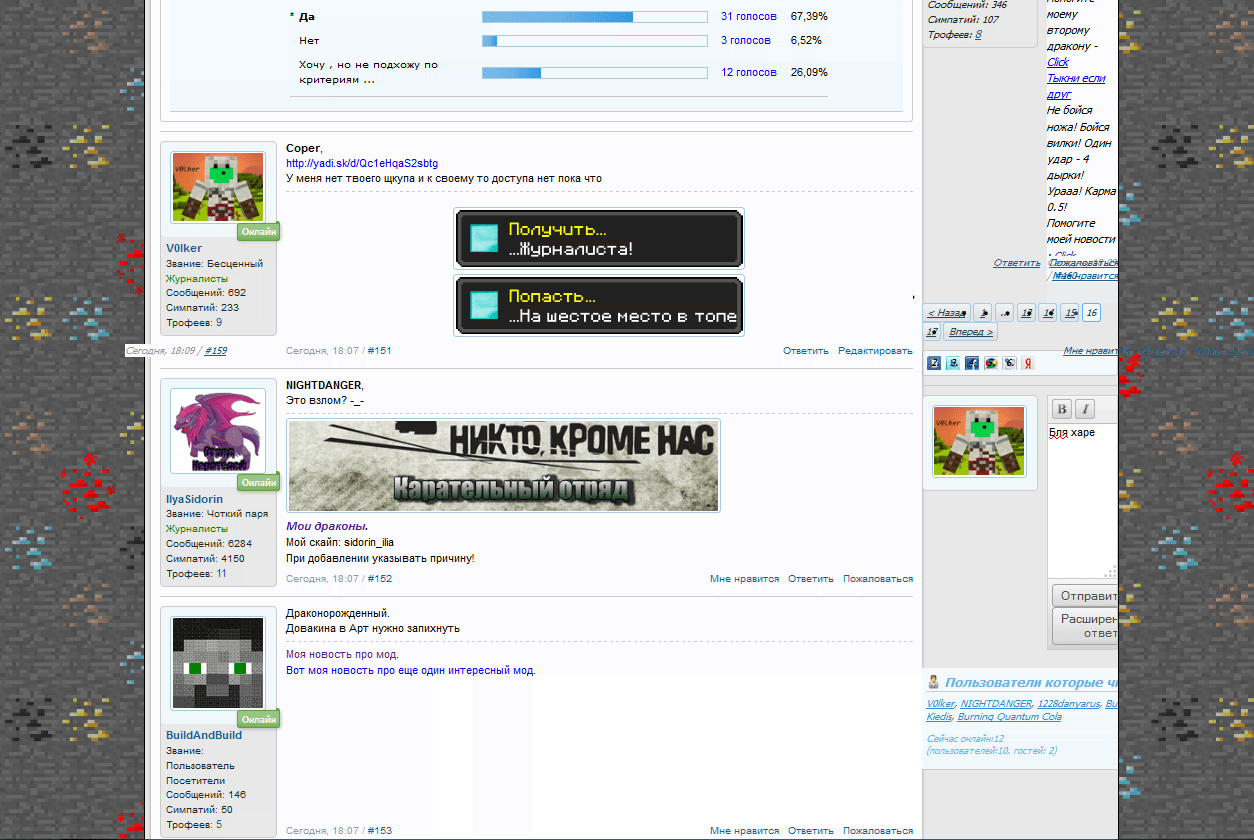 * Да
31 голосов
67,39%
Нет
3 голосов
6,52%
Хочу , но не подхожу по
критериям ...
12 голосов
26,09%
V0lker
Онлайн
V0lker
Звание: Бесценный
Журналисты
Сообщений: 692
Симпатий: 233
Трофеев: 9
Сорер,
http://yadi.sk/d/Qc1eHqaS2sbtg
У меня нет твоего щкупа и к своему то доступа нет пока что
Получить...
...Журналиста!
Попасть...
...На шестое место в топе
Сегодня, 18:09 / #159
Сегодня, 18:07 / #151
Ответить Редактировать
Отряд
Карателей
Онлайн
IlyaSidorin
Звание: Чоткий паря
Журналисты
Сообщений: 6284
Симпатий: 4150
Трофеев: 11
NIGHTDANGER,
Это взлом? -_-
НИКТО, КРОМЕ НАС
Карательный отряд
Мои драконы.
Мой скайп: sidorin_ilia
При добавлении указывать причину!
Сегодня, 18:07 / #152
Мне нравится Ответить Пожаловаться
Онлайн
BuildAndBuild
Звание:
Пользователь
Посетители
Сообщений: 146
Симпатий: 50
Трофеев: 5
Драконорожденный.
Довакина в Арт нужно запихнуть
Моя новость про мод.
Вот моя новость про еще один интересный мод.
Сегодня, 18:07 / #153
Мне нравится Ответить Пожаловаться
Сообщений: 346
Симпатий: 107
Трофеев: 8
Помогите
моему
второму
дракону -
Click
Тыкни если
друг
Не бойся
ножа! Бойся
вилки! Один
удар - 4
дырки!
Урааа! Карма
0.5!
Помогите
моей новости
- Click
Ответить Пожаловаться
#160
Мне нравится
< Назад
16
Вперед >
Мне нравит
V0lker
B I
Бля харе
Отправит
Расширен
ответ
Пользователи которые чи
V0lker, NIGHTDANGER, 1228danyarus, Bu
Kiedis, Burning Quantum Cola
Сейчас онлайн:12
(пользователей:10, гостей: 2)